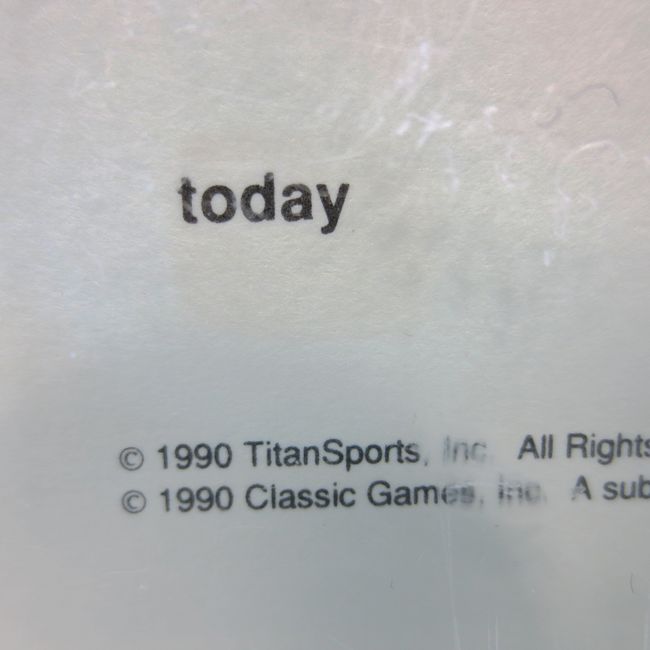 today
© 1990 TitanSports, Inc. All Rights
© 1990 Classic Games, Inc. A sub